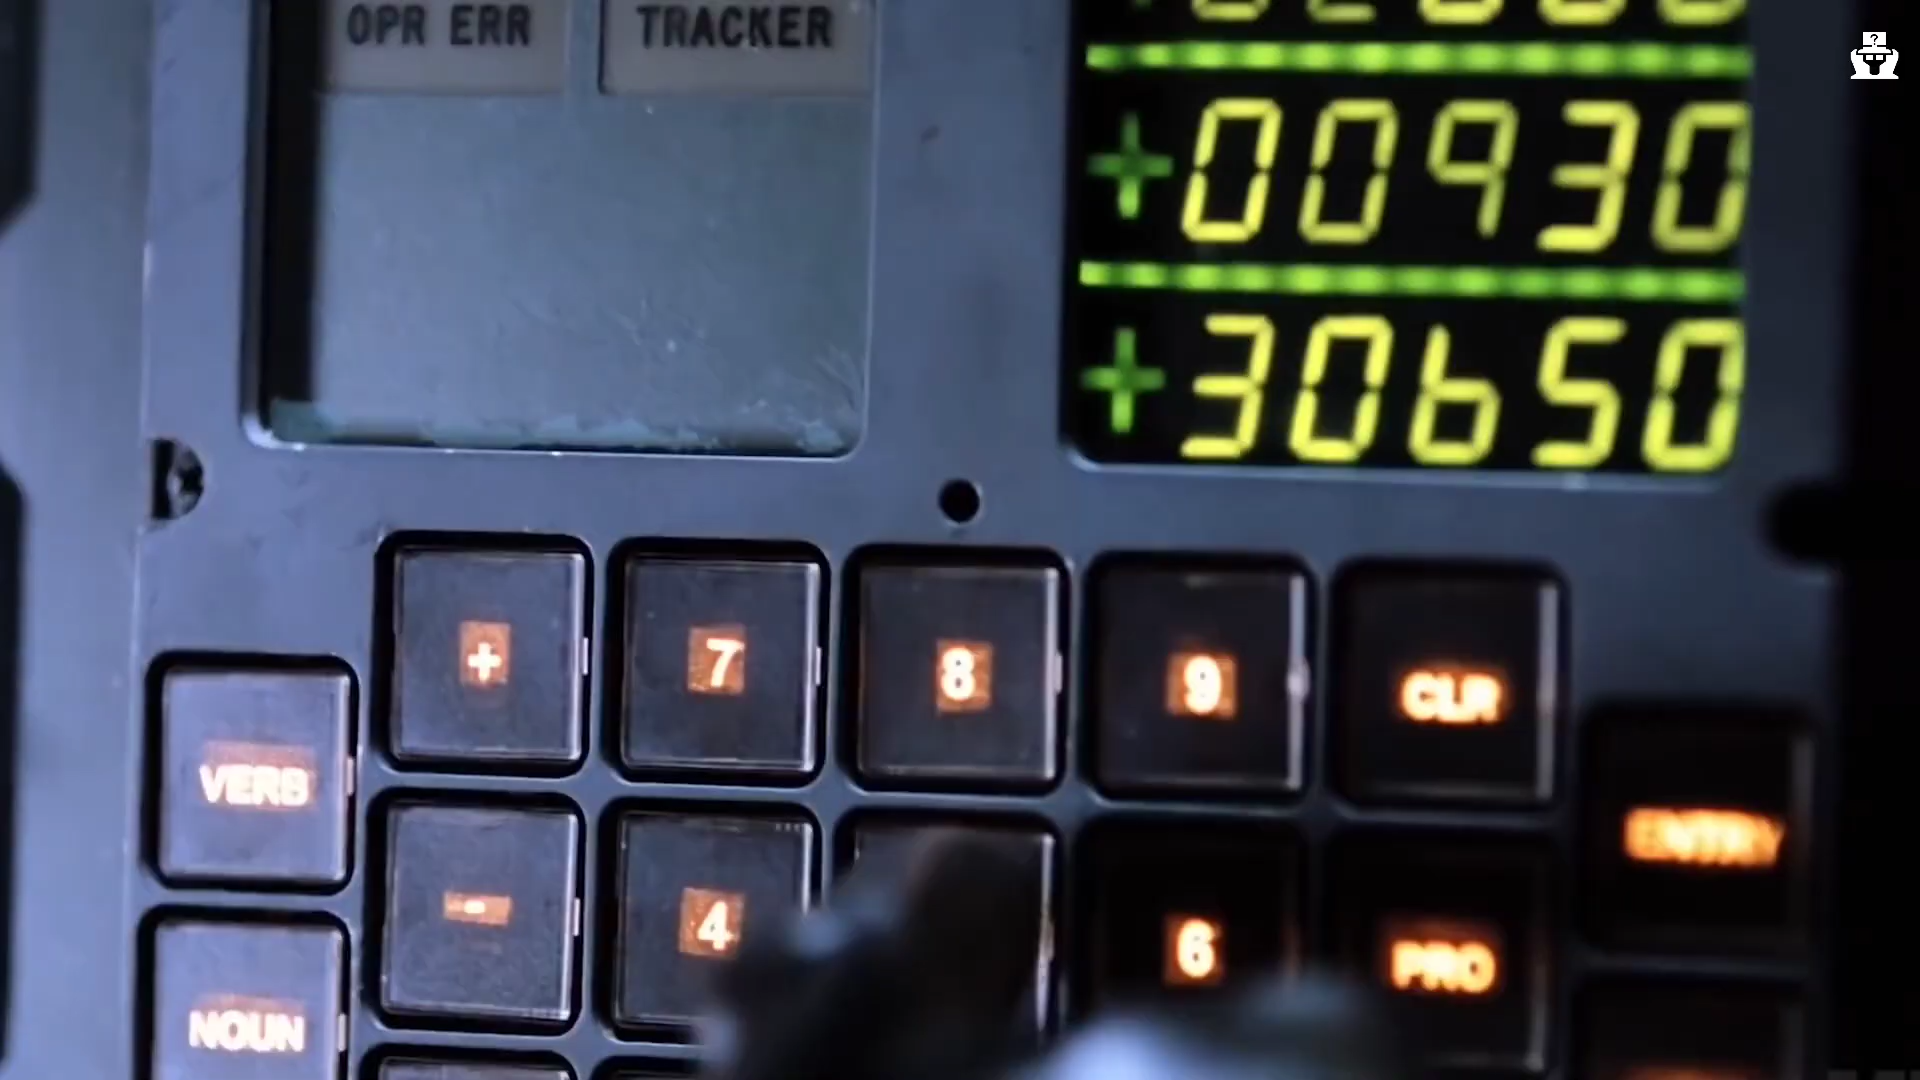 OPR ERR TRACKER
+00930
+30650
+ 7 8 9 CLR
VERB
ENTRY
- 4 6 PRO
NOUN